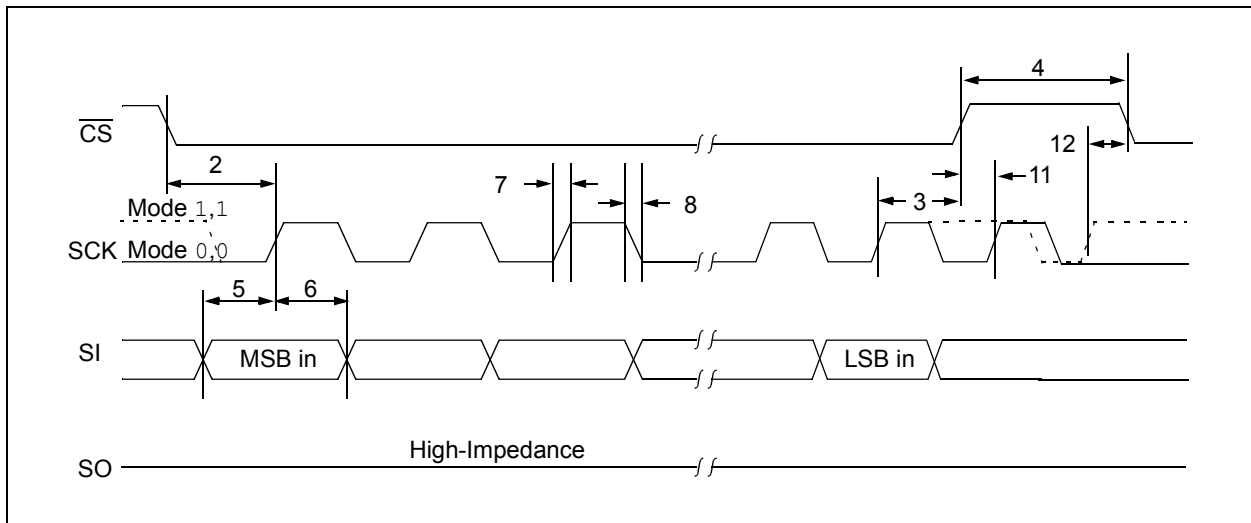 4
CS
12
2
7
11
Mode 1,1
8
3
SCK Mode 0,0
5
6
SI
MSB in
LSB in
High-Impedance
SO